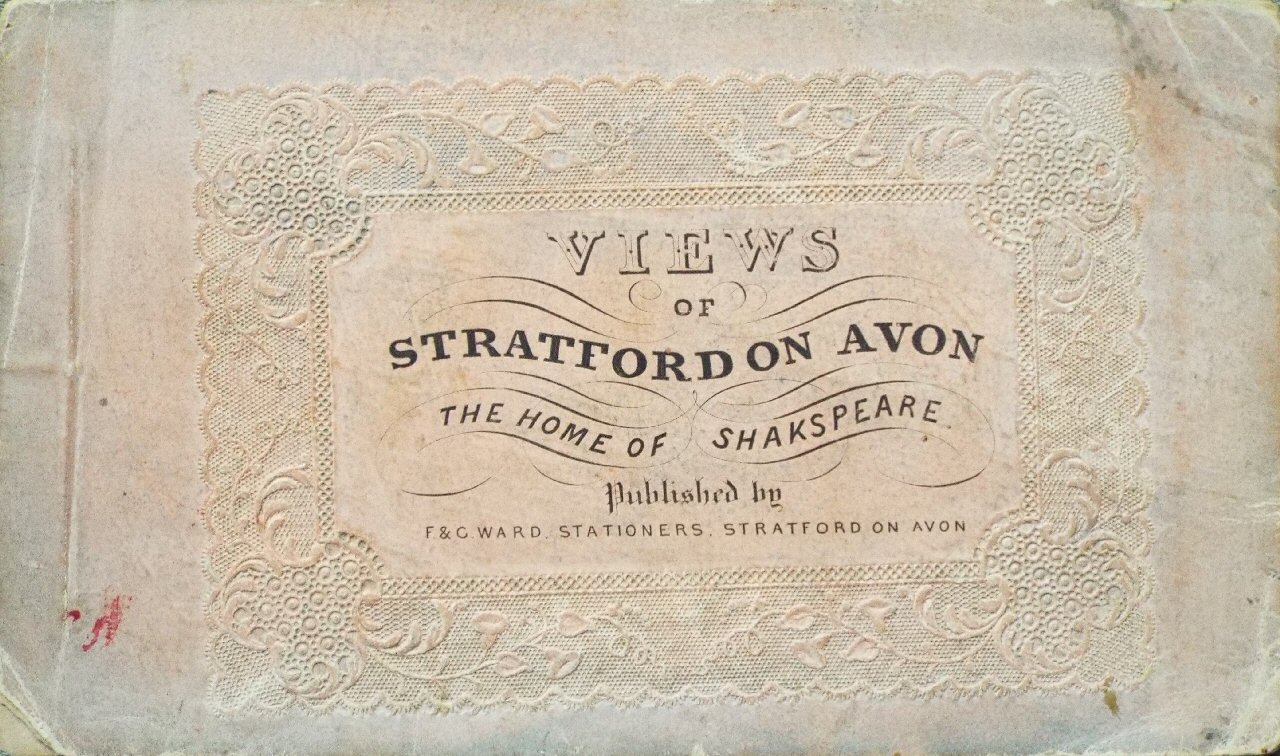 VIEWS
OF
STRATFORD ON AVON
THE HOME OF SHAKSPEARE
Published by
F & C. WARD, STATIONERS, STRATFORD ON AVON